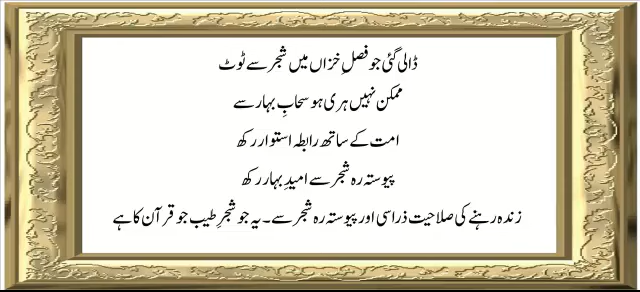 ڈالی گئی جو فصلِ خزاں میں شجر سے ٹوٹ
ممکن نہیں ہری ہو سحابِ بہار سے
امت کے ساتھ رابطہ استوار رکھ
پیوستہ رہ شجر سے امیدِ بہار رکھ
زندہ رہنے کی صلاحیت ذرا سی اور پیوستہ رہ شجر سے۔ یہ جو شجرِ طیب جو قرآن کا ہے